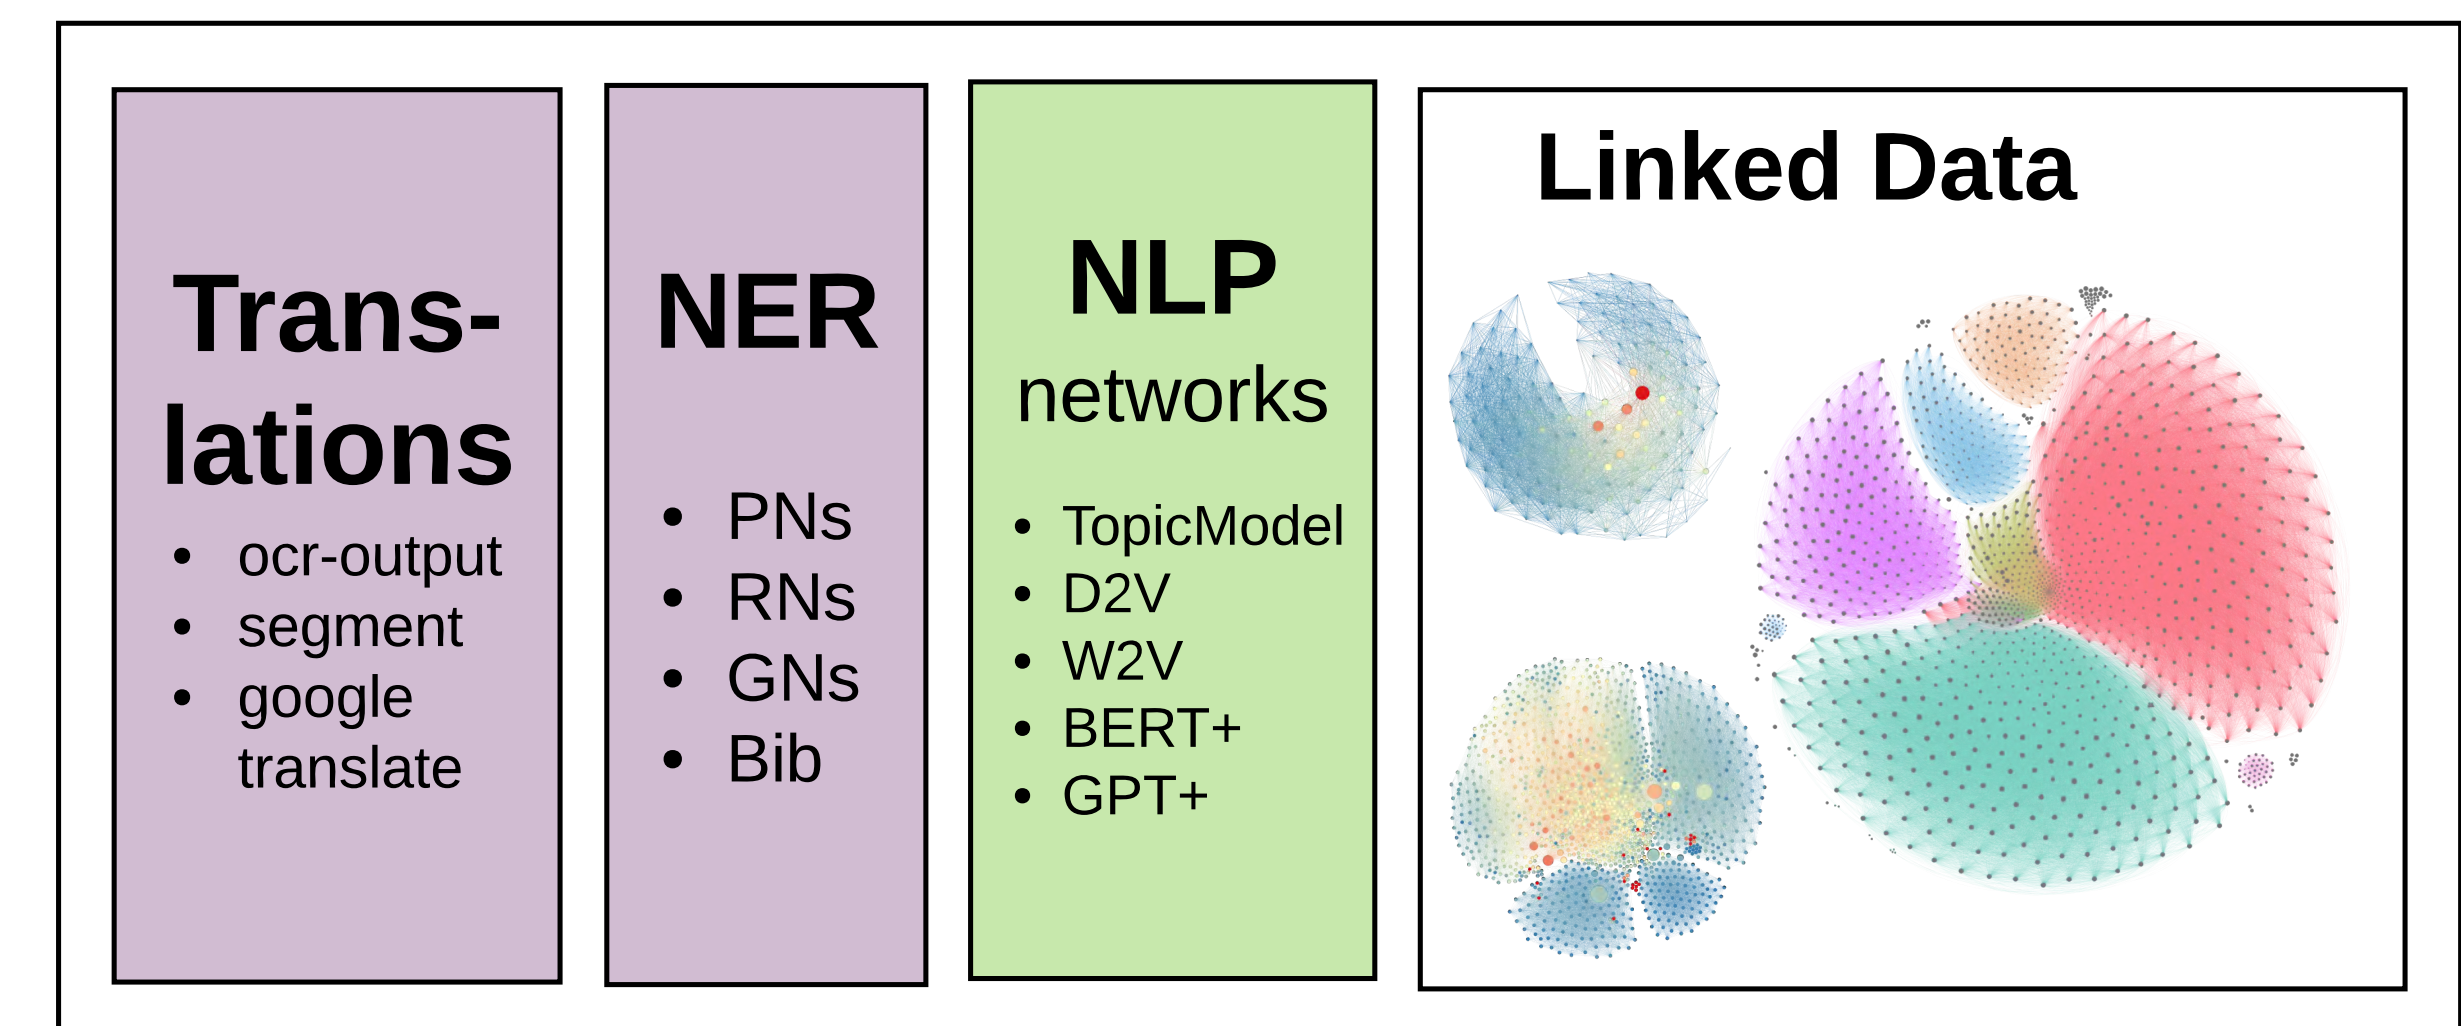 Trans-
lations
• ocr-output
• segment
• google
translate
NER
• PNs
• RNs
• GNs
• Bib
NLP
networks
• TopicModel
• D2V
• W2V
• BERT+
• GPT+
Linked Data